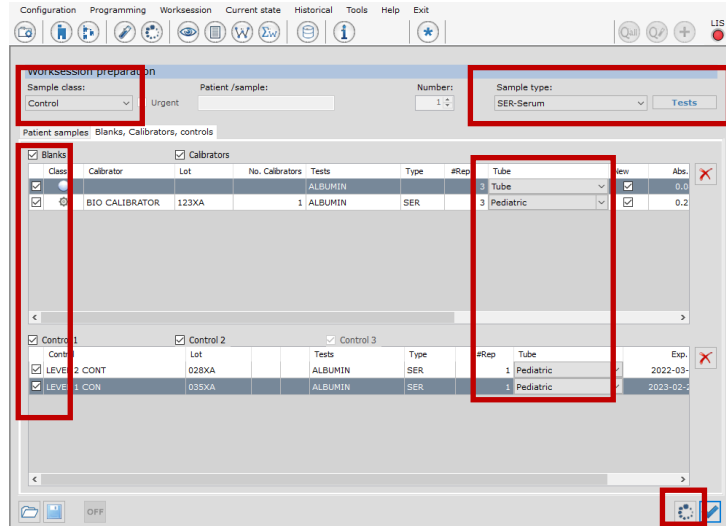 Configuration Programming Worksession Current state Historical Tools Help Exit
LIS
Worksession preparation
Sample class: Patient /sample: Number: Sample type:
Control Urgent 1 SER-Serum Tests
Patient samples Blanks, Calibrators, controls
Blanks Calibrators
Class Calibrator Lot No. Calibrators Tests Type #Rep Tube New Abs.
ALBUMIN 3 Tube 0.0
BIO CALIBRATOR 123XA 1 ALBUMIN SER 3 Pediatric 0.2
Control 1 Control 2 Control 3
Control Lot Tests Type #Rep Tube Exp.
LEVEL 2 CONT 028XA ALBUMIN SER 1 Pediatric 2022-03-
LEVEL 1 CON 035XA ALBUMIN SER 1 Pediatric 2023-02-2
OFF